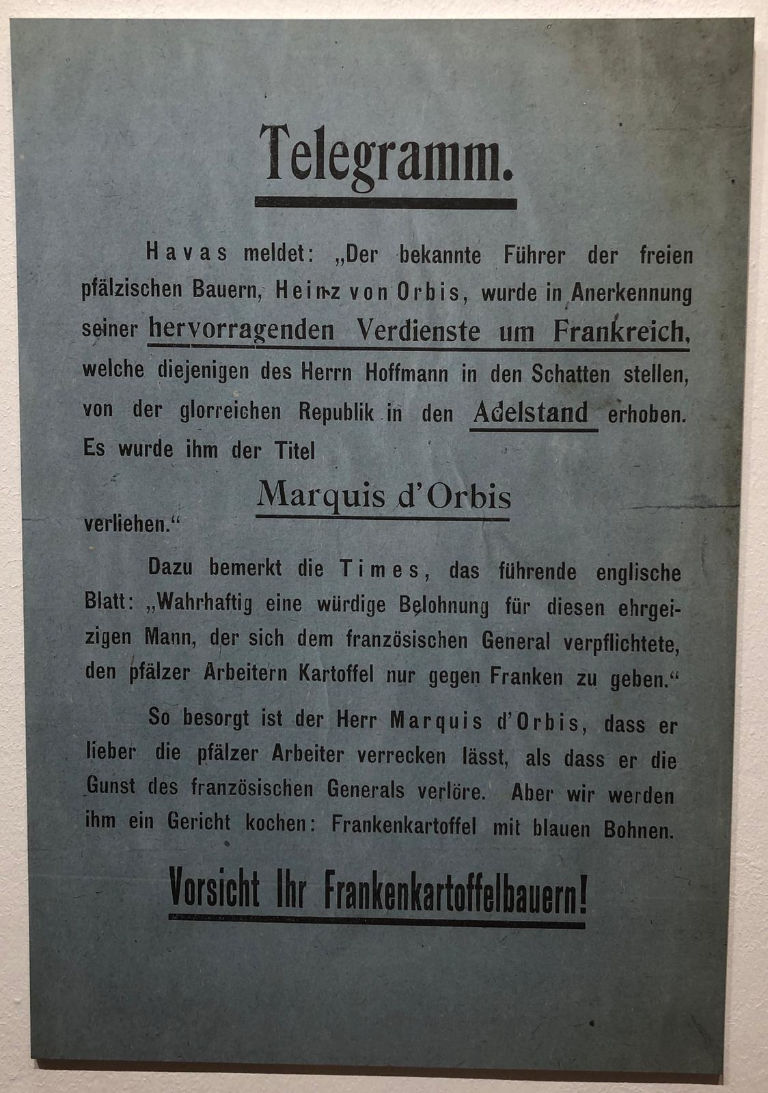 Telegramm.
Havas meldet: „Der bekannte Führer der freien
pfälzischen Bauern, Heinz von Orbis, wurde in Anerkennung
seiner hervorragenden Verdienste um Frankreich,
welche diejenigen des Herrn Hoffmann in den Schatten stellen,
von der glorreichen Republik in den Adelstand erhoben.
Es wurde ihm der Titel
Marquis d'Orbis
verliehen.“
Dazu bemerkt die Times, das führende englische
Blatt: „Wahrhaftig eine würdige Belohnung für diesen ehrgei-
zigen Mann, der sich dem französischen General verpflichtete,
den pfälzer Arbeitern Kartoffel nur gegen Franken zu geben.“
So besorgt ist der Herr Marquis d'Orbis, dass er
lieber die pfälzer Arbeiter verrecken lässt, als dass er die
Gunst des französischen Generals verlöre. Aber wir werden
ihm ein Gericht kochen: Frankenkartoffel mit blauen Bohnen.
Vorsicht Ihr Frankenkartoffelbauern!